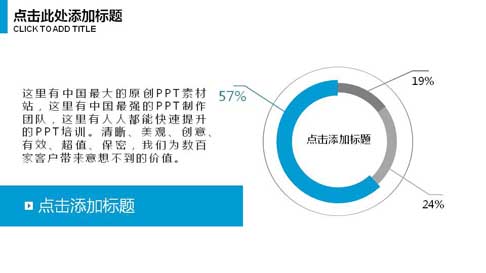 点击此处添加标题
CLICK TO ADD TITLE
这里有中国最大的原创PPT素材
站，这里有中国最强的PPT制作
团队，这里有人人都能快速提升
的PPT培训。清晰、美观、创意、
有效、超值、保密，我们为数百
家客户带来意想不到的价值。
点击添加标题
57%
19%
点击添加标题
24%